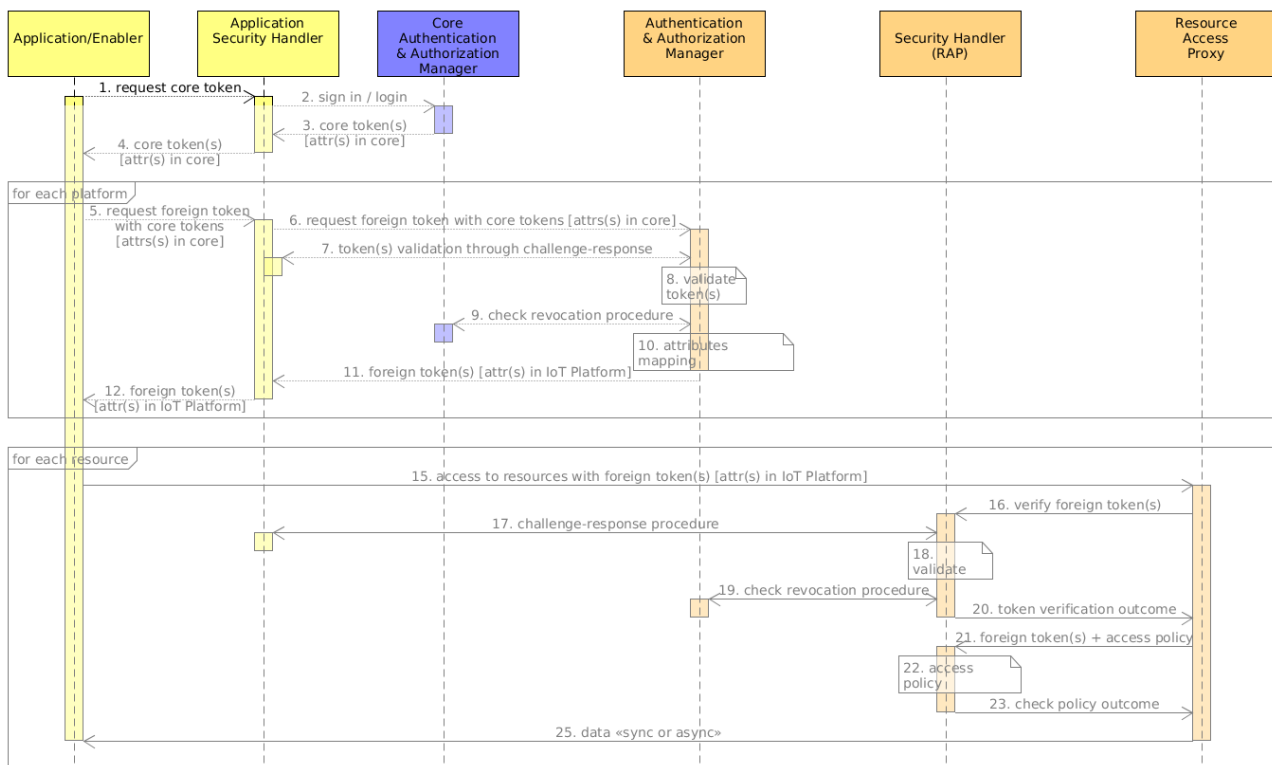 Application/Enabler
Application
Security Handler
Core
Authentication
& Authorization
Manager
Authentication
& Authorization
Manager
Security Handler
(RAP)
Resource
Access
Proxy
1. request core token
2. sign in / login
3. core token(s)
[attr(s) in core]
4. core token(s)
[attr(s) in core]
for each platform
5. request foreign token
with core tokens
[attrs(s) in core]
6. request foreign token with core tokens [attrs(s) in core]
7. token(s) validation through challenge-response
8. validate
token(s)
9. check revocation procedure
10. attributes
mapping
11. foreign token(s) [attr(s) in IoT Platform]
12. foreign token(s)
[attr(s) in IoT Platform]
for each resource
15. access to resources with foreign token(s) [attr(s) in IoT Platform]
16. verify foreign token(s)
17. challenge-response procedure
18.
validate
19. check revocation procedure
20. token verification outcome
21. foreign token(s) + access policy
22. access
policy
23. check policy outcome
25. data «sync or async»